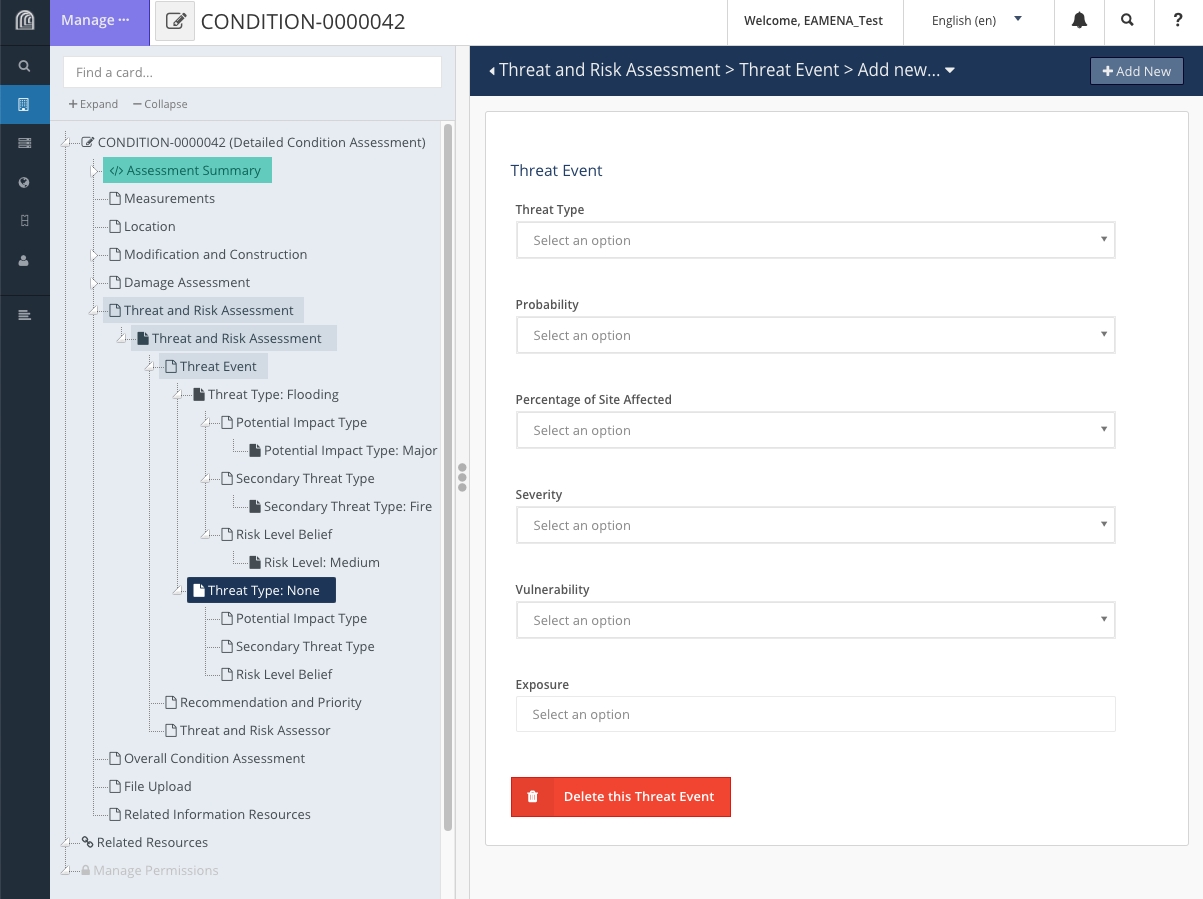 Manage ···
CONDITION-0000042
Welcome, EAMENA_Test
English (en)
?
Find a card...
+ Expand
— Collapse
CONDITION-0000042 (Detailed Condition Assessment)
</> Assessment Summary
Measurements
Location
Modification and Construction
Damage Assessment
Threat and Risk Assessment
Threat and Risk Assessment
Threat Event
Threat Type: Flooding
Potential Impact Type
Potential Impact Type: Major
Secondary Threat Type
Secondary Threat Type: Fire
Risk Level Belief
Risk Level: Medium
Threat Type: None
Potential Impact Type
Secondary Threat Type
Risk Level Belief
Recommendation and Priority
Threat and Risk Assessor
Overall Condition Assessment
File Upload
Related Information Resources
Related Resources
Manage Permissions
Threat and Risk Assessment > Threat Event > Add new...
+ Add New
Threat Event
Threat Type
Select an option
Probability
Select an option
Percentage of Site Affected
Select an option
Severity
Select an option
Vulnerability
Select an option
Exposure
Select an option
Delete this Threat Event